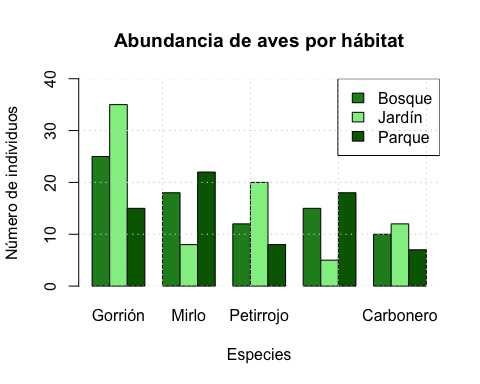 Abundancia de aves por hábitat
Número de individuos
40
30
20
10
0
Bosque
Jardín
Parque
Gorrión Mirlo Petirrojo Carbonero
Especies